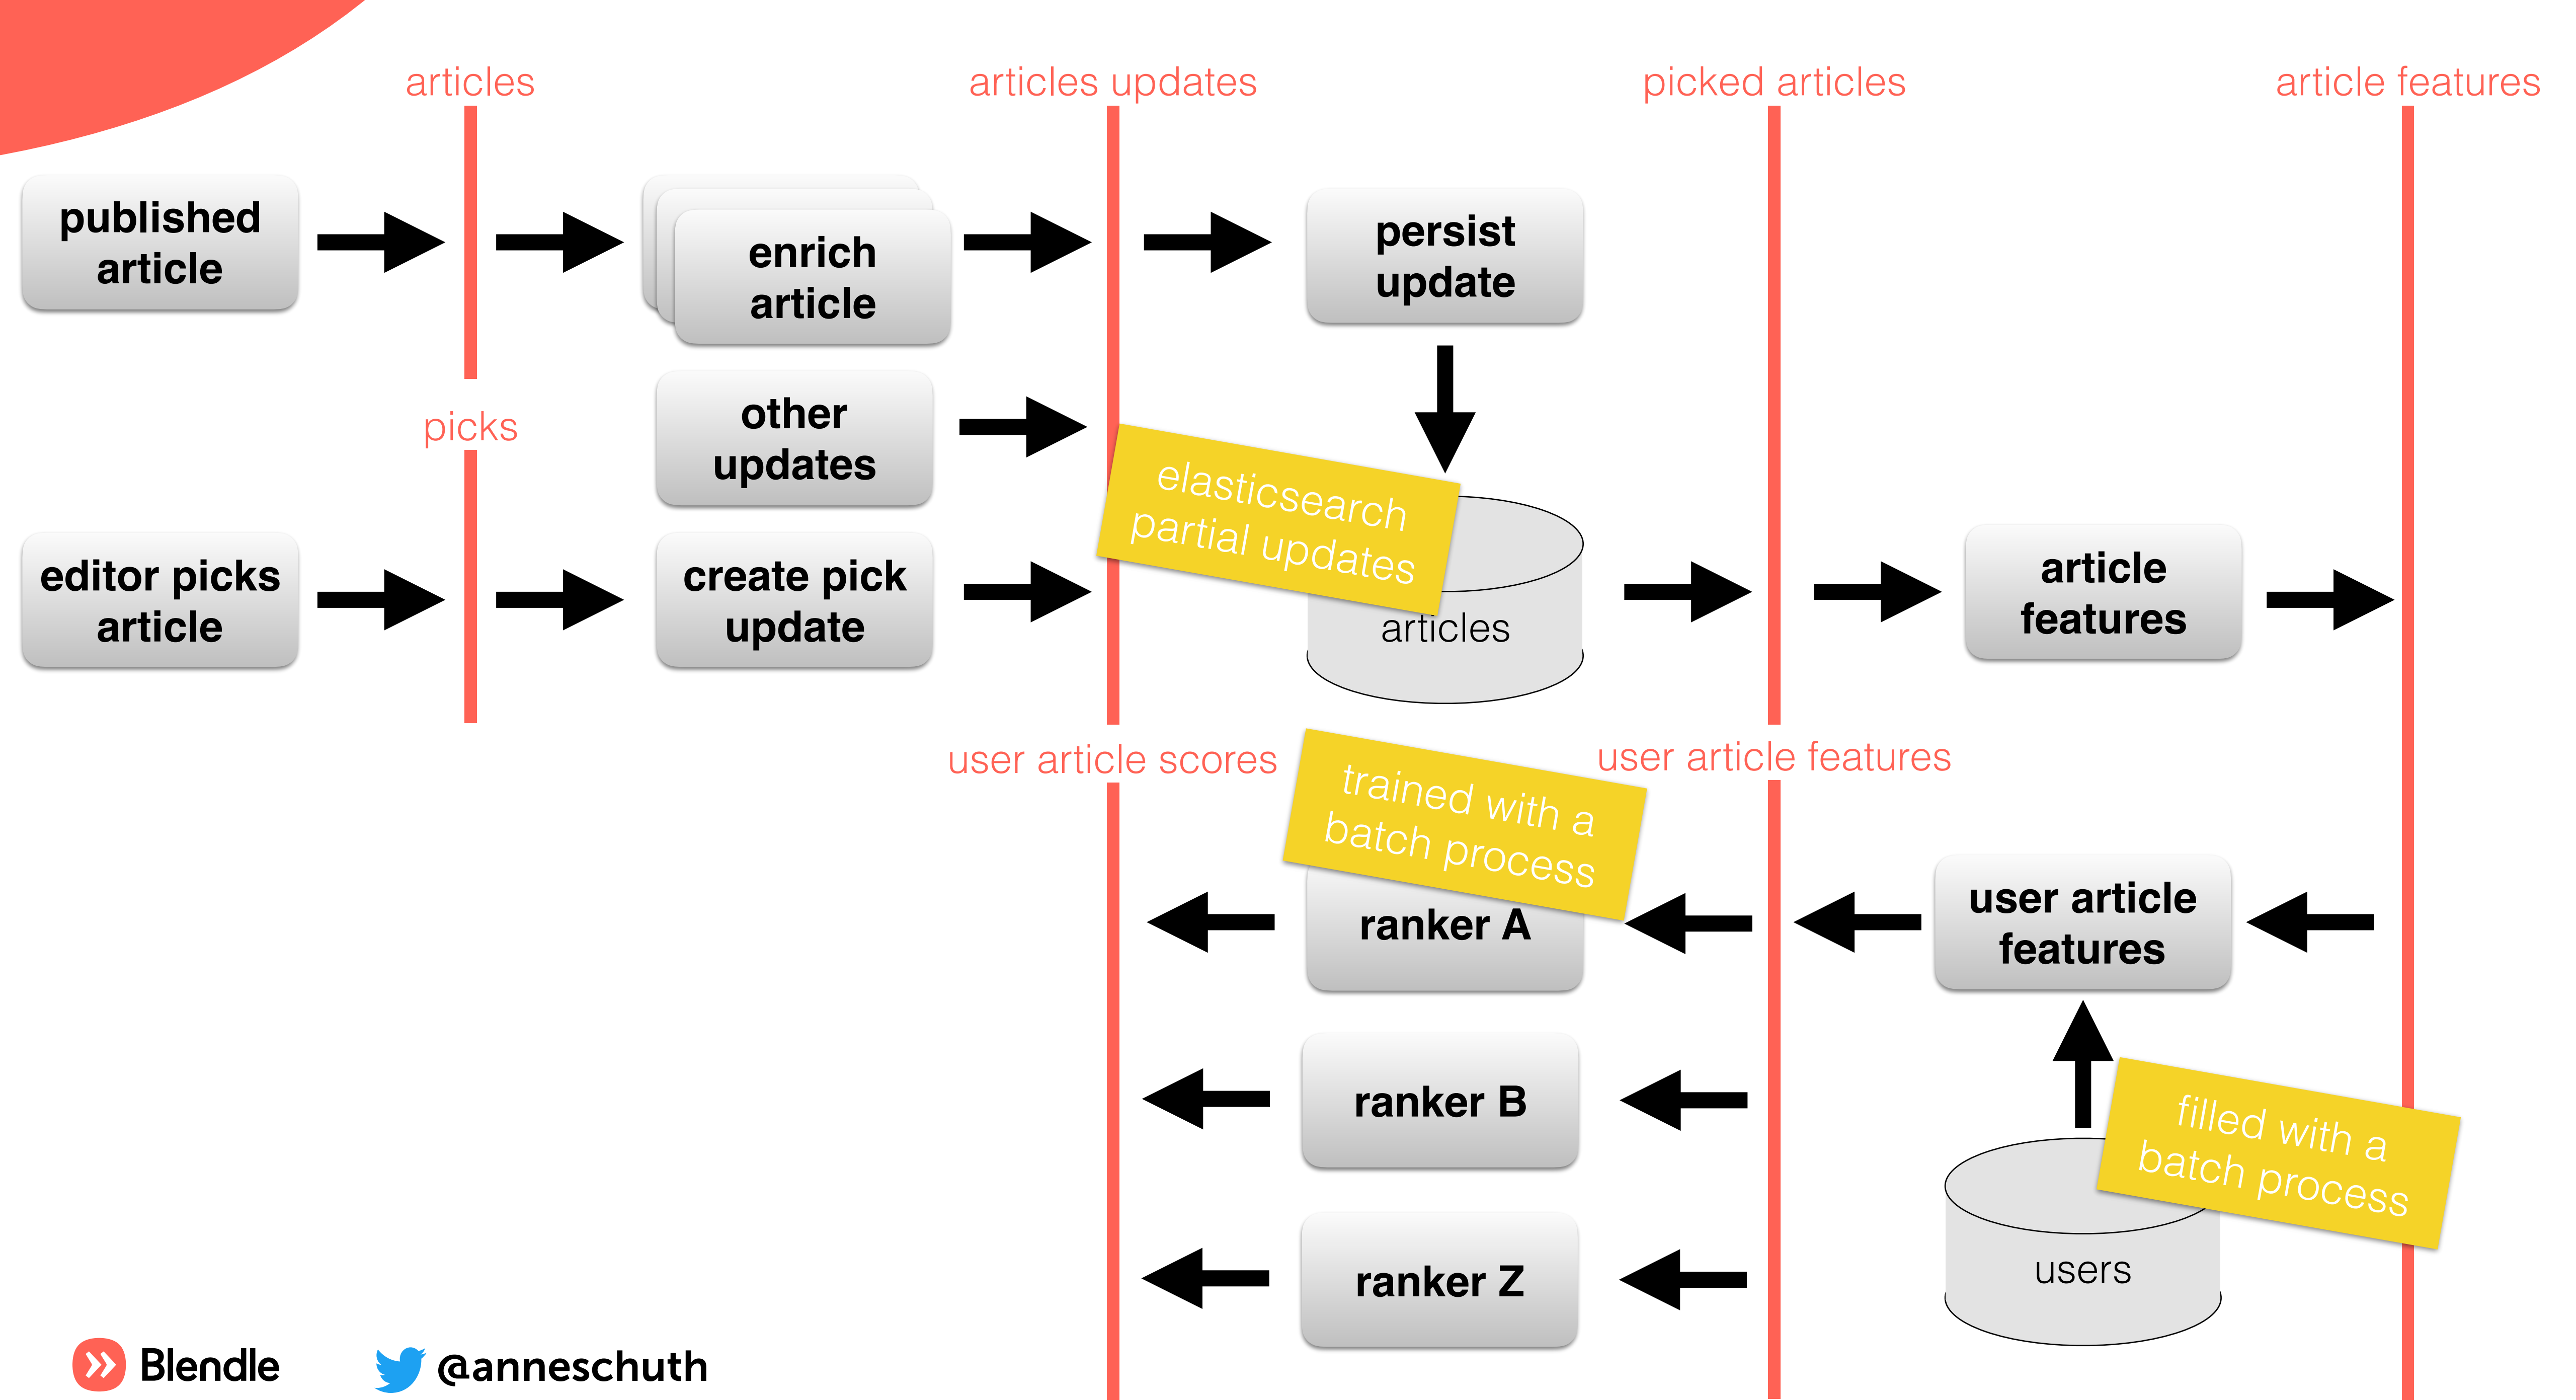 articles
articles updates
picked articles
article features
published
article
enrich
article
persist
update
picks
other
updates
elasticsearch
partial updates
articles
editor picks
article
create pick
update
article
features
user article scores
user article features
trained with a
batch process
ranker A
user article
features
ranker B
filled with a
batch process
users
ranker Z
Blendle
@anneschuth